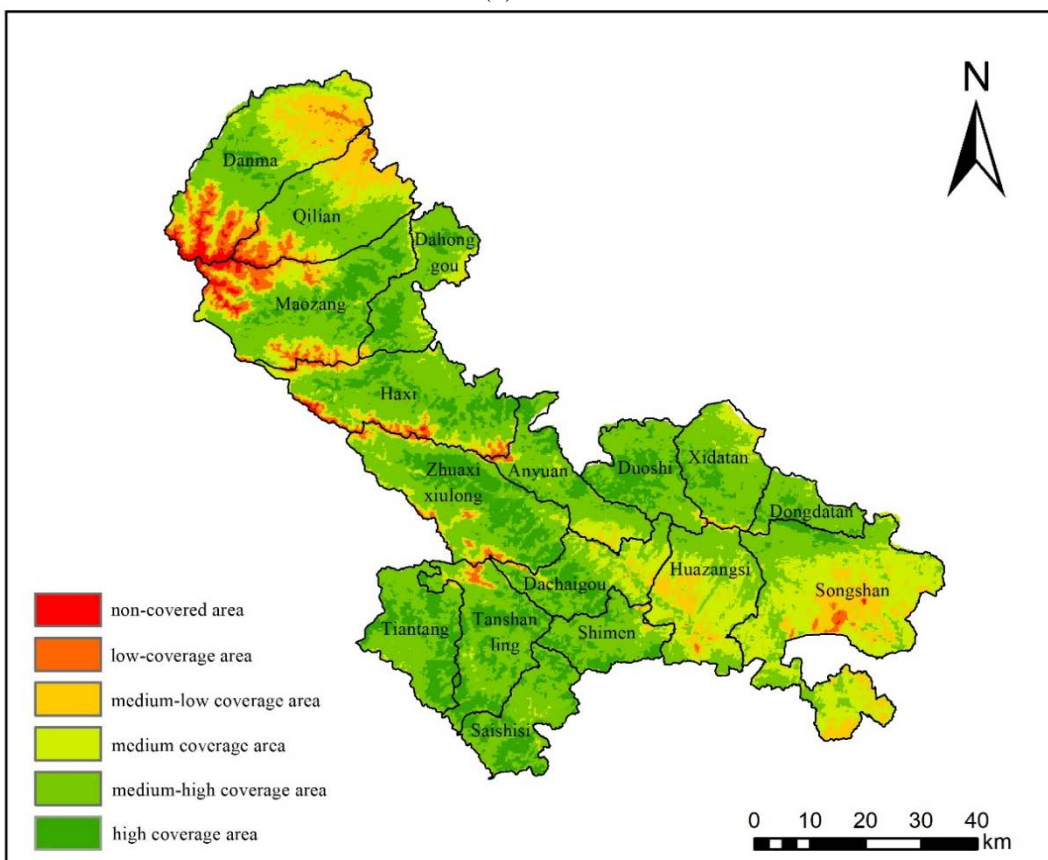 N
Danma
Qilian
Dahong
gou
Maozang
Haxi
Zhuaxi
xiulong
Anyuan
Duoshi
Xidatan
Dongdatan
Huazangsi
Songshan
Dachaigou
Tiantang
Tanshan
ling
Shimen
Saishisi
non-covered area
low-coverage area
medium-low coverage area
medium coverage area
medium-high coverage area
high coverage area
0 10 20 30 40
km